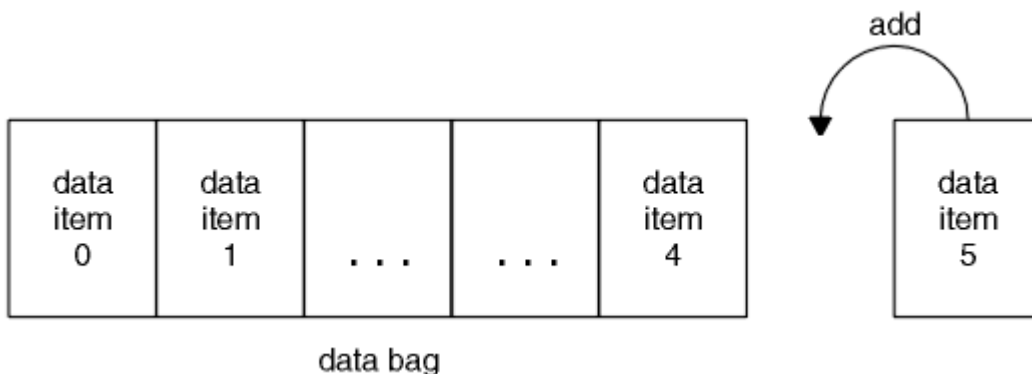 add
data
item
0
data
item
1
. . .
. . .
data
item
4
data
item
5
data bag